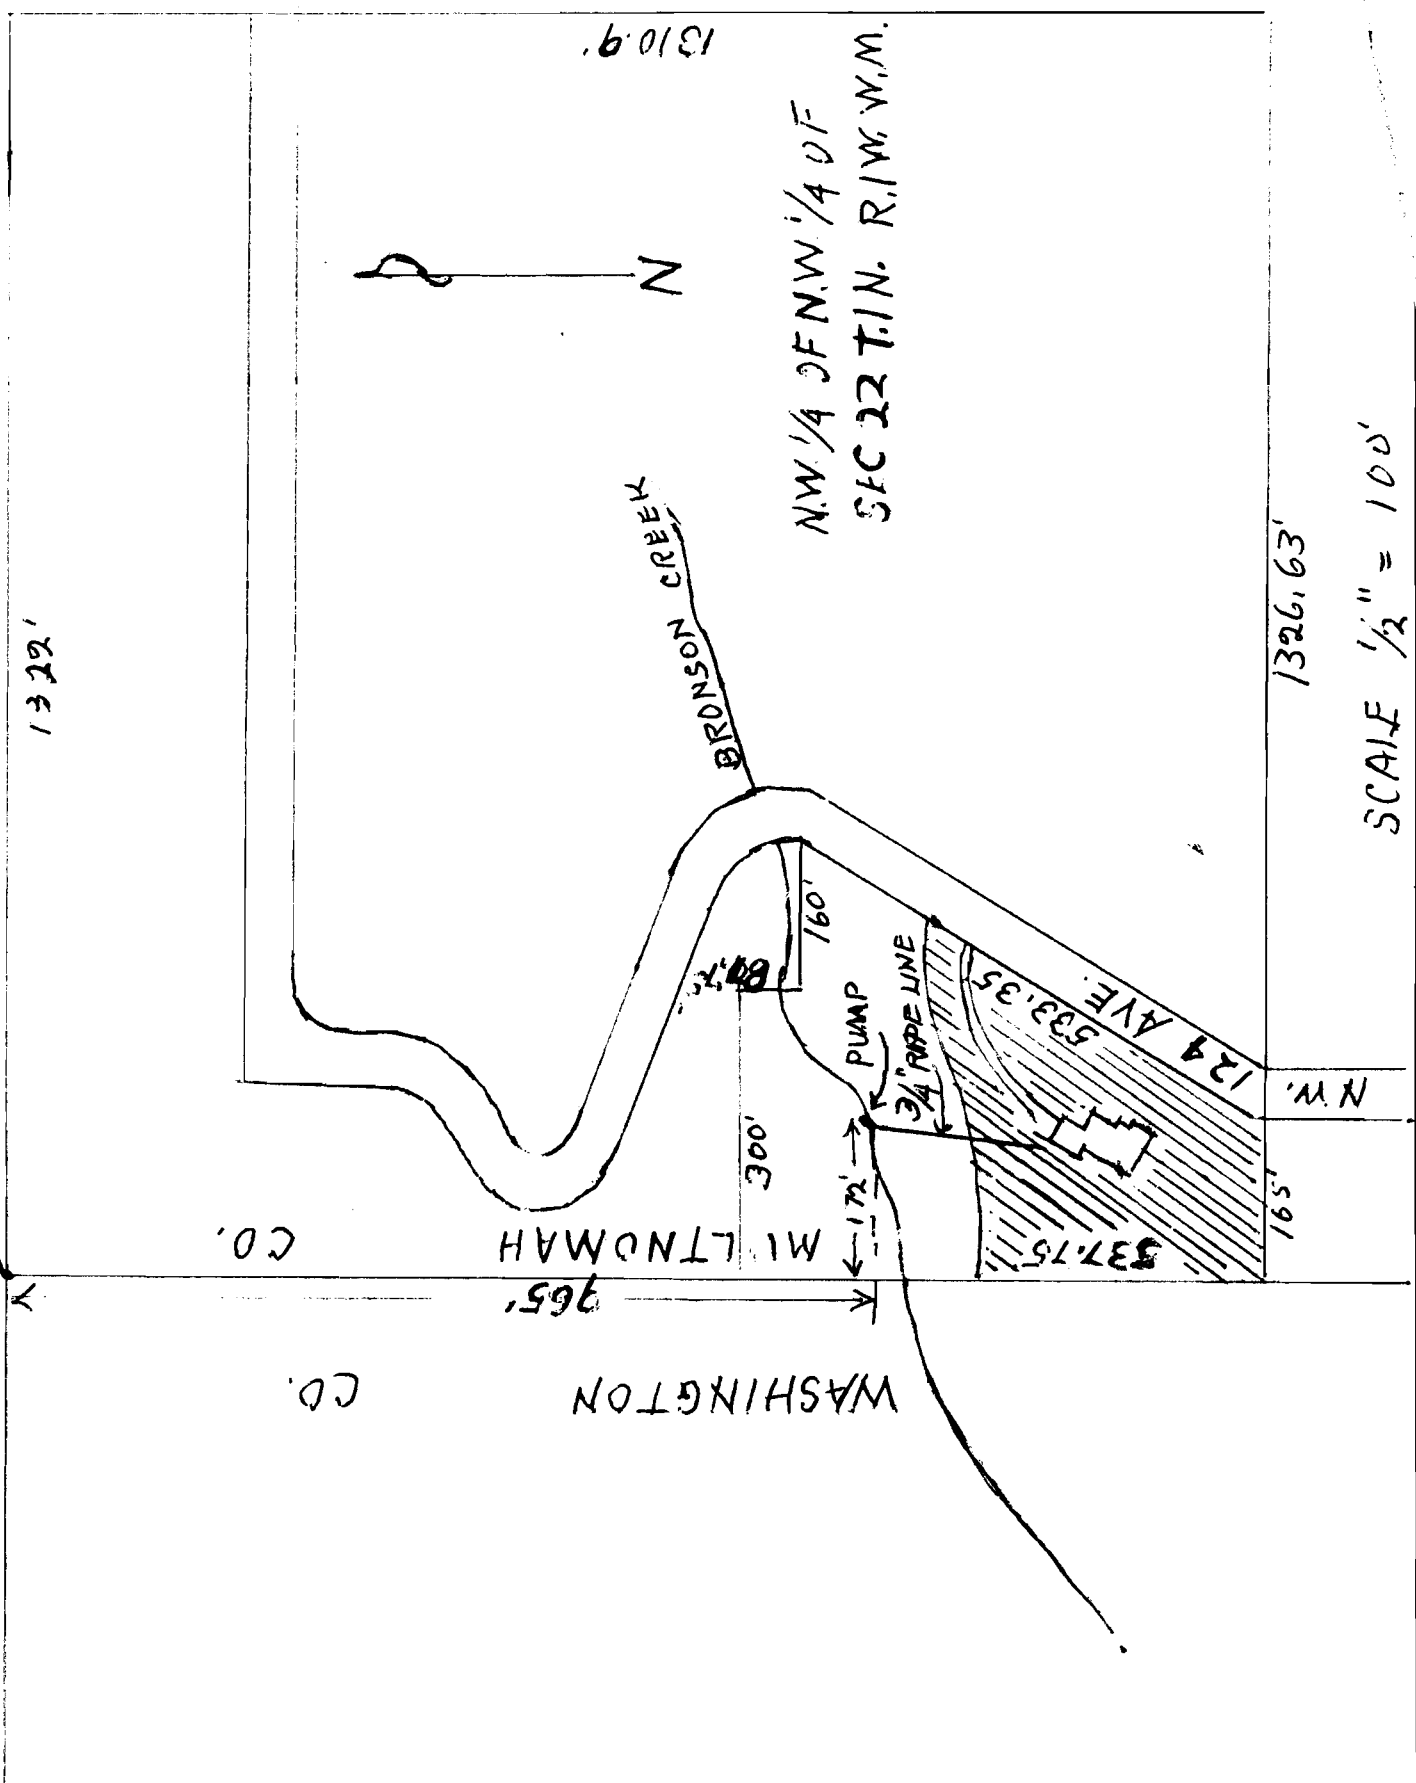 1322'
1310.9'
N
N.W. 1/4 OF N.W. 1/4 OF
SEC 22 T.1N. R.1W. W.M.
BRONSON CREEK
160'
300'
PUMP
3/4" PIPE LINE
172'
MULTNOMAH CO.
965'
WASHINGTON CO.
533.35
537.75
N.W. 124 AVE.
165'
1326.63'
SCALE 1/2" = 100'